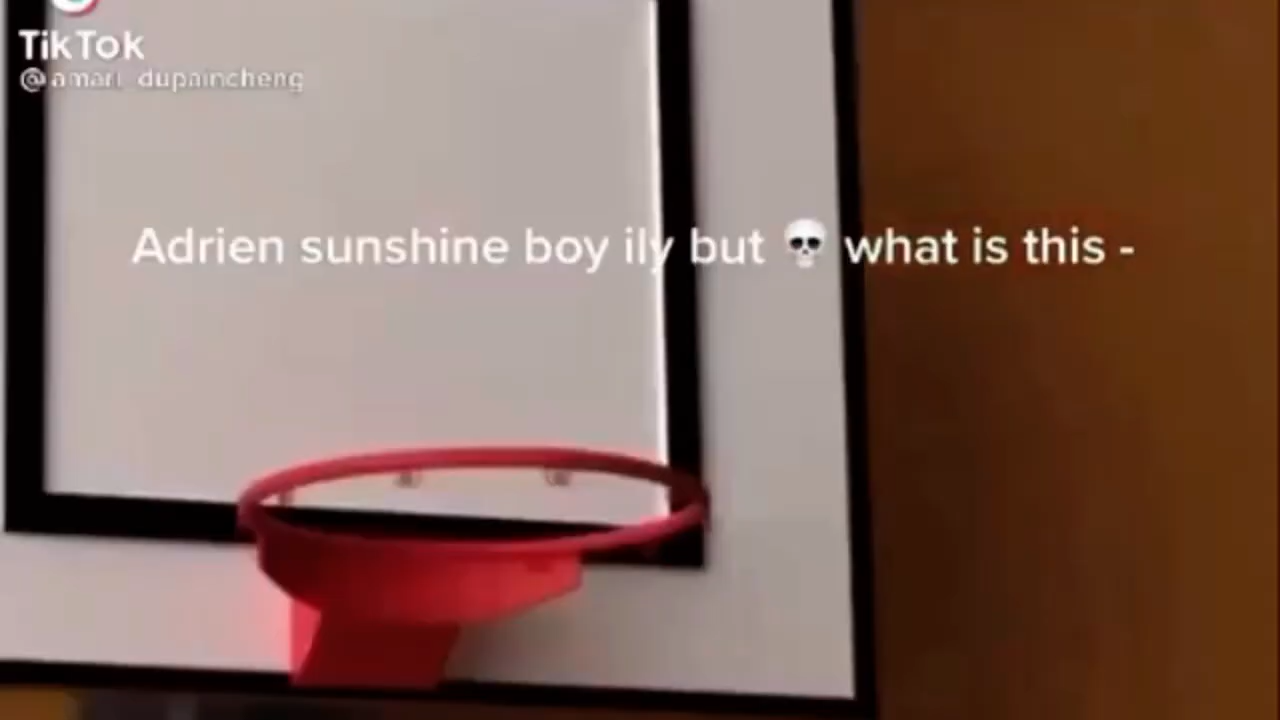 TikTok
@amari_dupaincheng
Adrien sunshine boy ily but 💀 what is this -